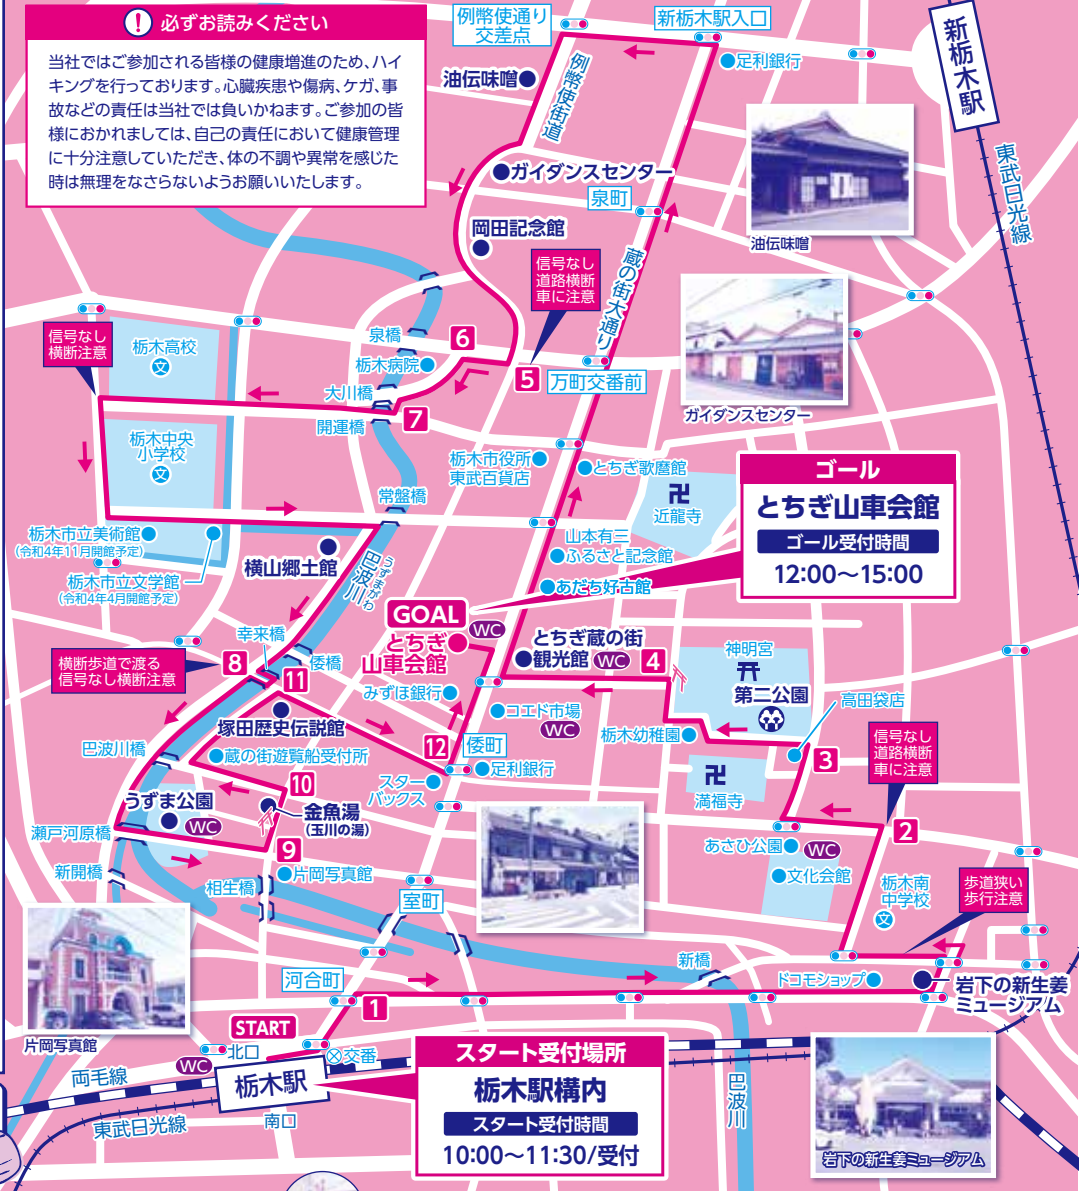 ! 必ずお読みください
当社ではご参加される皆様の健康増進のため、ハイ
キングを行っております。心臓疾患や傷病、ケガ、事
故などの責任は当社では負いかねます。ご参加の皆
様におかれましては、自己の責任において健康管理
に十分注意していただき、体の不調や異常を感じた
時は無理をなさらないようお願いいたします。
例幣使通り
交差点
新栃木駅入口
足利銀行
新栃木駅
東武日光線
油伝味噌
例幣使街道
ガイダンスセンター
泉町
岡田記念館
油伝味噌
信号なし
道路横断
車に注意
蔵の街大通り
信号なし
横断注意
栃木高校
文
泉橋
栃木病院
6
5
万町交番前
大川橋
開運橋
7
ガイダンスセンター
栃木中央
小学校
文
栃木市役所
東武百貨店
とちぎ歌麿館
近龍寺
常盤橋
ゴール
とちぎ山車会館
ゴール受付時間
12:00〜15:00
栃木市立美術館
(令和4年11月開館予定)
栃木市立文学館
(令和4年4月開館予定)
横山郷土館
巴波川
うずまがわ
山本有三
ふるさと記念館
あだち好古館
GOAL
とちぎ
山車会館
WC
とちぎ蔵の街
観光館
WC
4
神明宮
第二公園
高田袋店
幸来橋
横断歩道で渡る
信号なし横断注意
8
11
倭橋
みずほ銀行
コエド市場
WC
栃木幼稚園
3
信号なし
道路横断
車に注意
塚田歴史伝説館
巴波川橋
蔵の街遊覧船受付所
12
倭町
足利銀行
スター
バックス
満福寺
10
うずま公園
WC
金魚湯
(玉川の湯)
瀬戸河原橋
9
2
あさひ公園
WC
文化会館
新開橋
片岡写真館
相生橋
室町
栃木南
中学校
文
歩道狭い
歩行注意
河合町
新橋
ドコモショップ
岩下の新生姜
ミュージアム
1
片岡写真館
START
WC
北口
交番
両毛線
栃木駅
東武日光線
南口
スタート受付場所
栃木駅構内
スタート受付時間
10:00〜11:30/受付
巴波川
岩下の新生姜ミュージアム